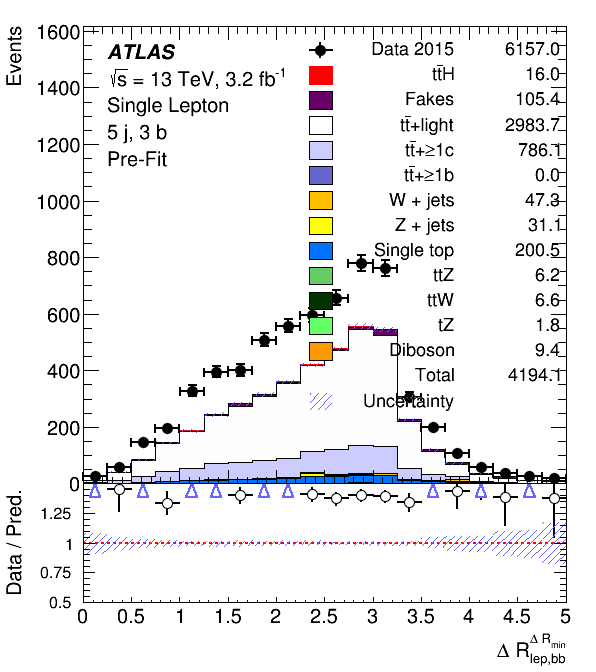 Events
1600
1400
1200
1000
800
600
400
200
0
ATLAS
√s = 13 TeV, 3.2 fb-1
Single Lepton
5 j, 3 b
Pre-Fit
Data 2015 6157.0
tt̄H 16.0
Fakes 105.4
tt̄+light 2983.7
tt̄+≥1c 786.1
tt̄+≥1b 0.0
W + jets 47.3
Z + jets 31.1
Single top 200.5
ttZ 6.2
ttW 6.6
tZ 1.8
Diboson 9.4
Total 4194.1
Uncertainty
Data / Pred.
1.25
1
0.75
0.5
0 0.5 1 1.5 2 2.5 3 3.5 4 4.5 5
Δ R lep,bb Δ R min